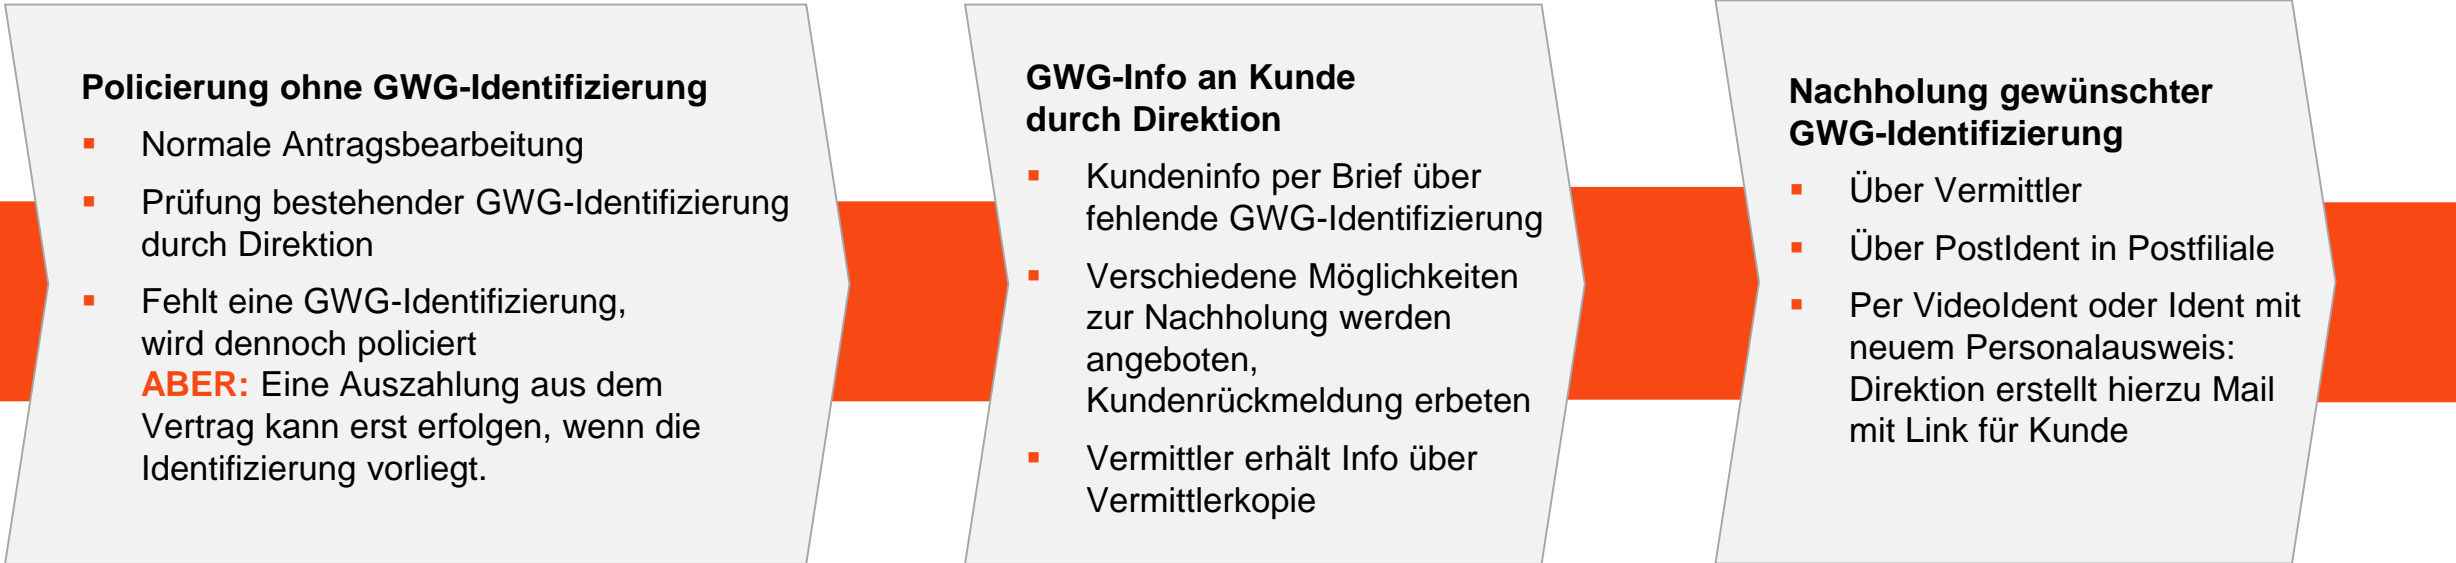 Policierung ohne GWG-Identifizierung
Normale Antragsbearbeitung
Prüfung bestehender GWG-Identifizierung
durch Direktion
Fehlt eine GWG-Identifizierung,
wird dennoch policiert
ABER: Eine Auszahlung aus dem
Vertrag kann erst erfolgen, wenn die
Identifizierung vorliegt.
GWG-Info an Kunde
durch Direktion
Kundeninfo per Brief über
fehlende GWG-Identifizierung
Verschiedene Möglichkeiten
zur Nachholung werden
angeboten,
Kundenrückmeldung erbeten
Vermittler erhält Info über
Vermittlerkopie
Nachholung gewünschter
GWG-Identifizierung
Über Vermittler
Über PostIdent in Postfiliale
Per VideoIdent oder Ident mit
neuem Personalausweis:
Direktion erstellt hierzu Mail
mit Link für Kunde